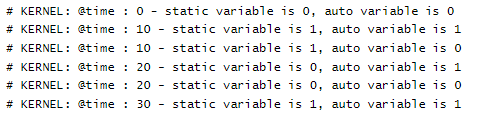 # KERNEL: @time : 0 - static variable is 0, auto variable is 0
# KERNEL: @time : 10 - static variable is 1, auto variable is 1
# KERNEL: @time : 10 - static variable is 1, auto variable is 0
# KERNEL: @time : 20 - static variable is 0, auto variable is 1
# KERNEL: @time : 20 - static variable is 0, auto variable is 0
# KERNEL: @time : 30 - static variable is 1, auto variable is 1